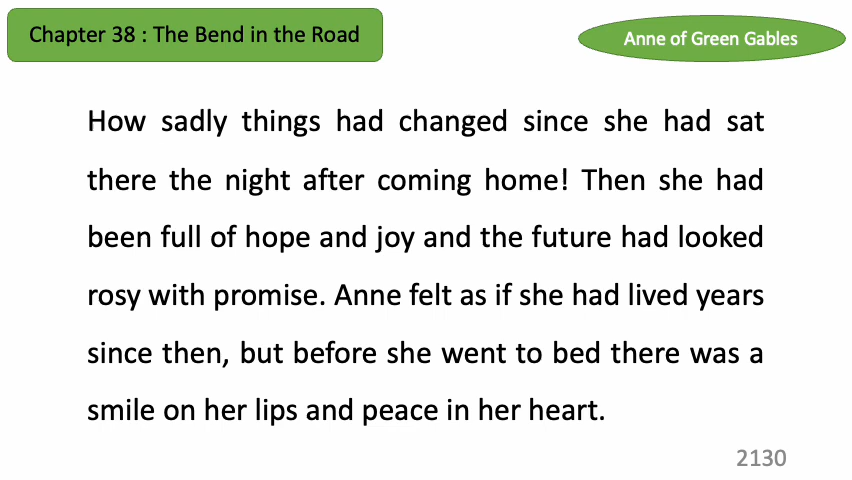 Chapter 38 : The Bend in the Road
Anne of Green Gables
How sadly things had changed since she had sat
there the night after coming home! Then she had
been full of hope and joy and the future had looked
rosy with promise. Anne felt as if she had lived years
since then, but before she went to bed there was a
smile on her lips and peace in her heart.
2130